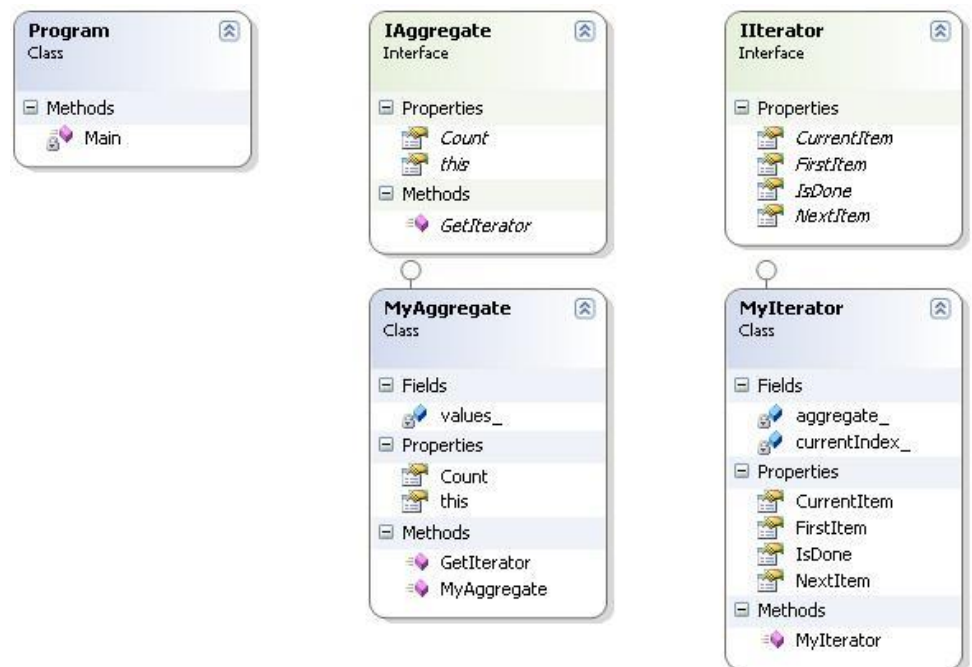 Program
Class
Methods
Main
IAggregate
Interface
Properties
Count
this
Methods
GetIterator
IIterator
Interface
Properties
CurrentItem
FirstItem
IsDone
NextItem
MyAggregate
Class
Fields
values_
Properties
Count
this
Methods
GetIterator
MyAggregate
MyIterator
Class
Fields
aggregate_
currentIndex_
Properties
CurrentItem
FirstItem
IsDone
NextItem
Methods
MyIterator